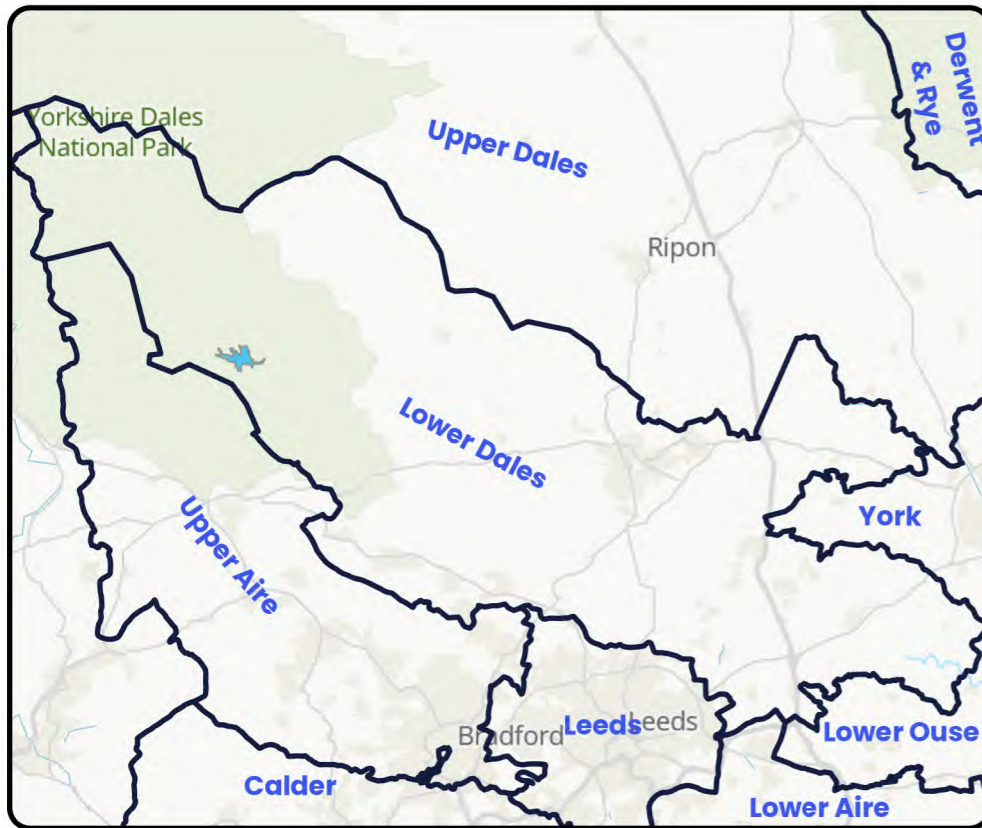 Derwent
& Rye
Yorkshire Dales
National Park
Upper Dales
Ripon
Lower Dales
York
Upper Aire
Bradford
Leeds
Leeds
Lower Ouse
Calder
Lower Aire